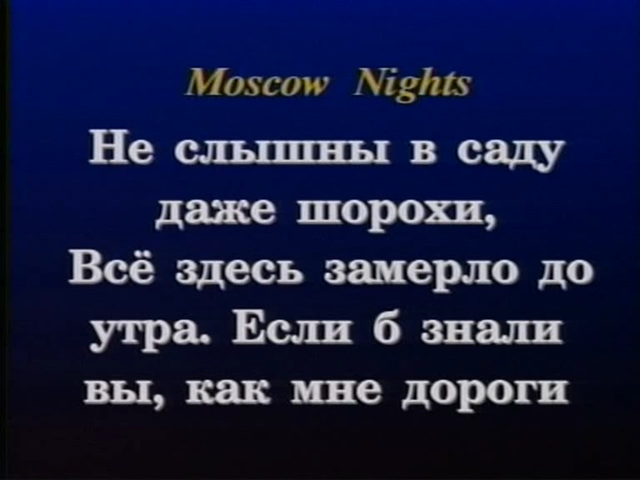 Moscow Nights
Не слышны в саду
даже шорохи,
Всё здесь замерло до
утра. Если б знали
вы, как мне дороги